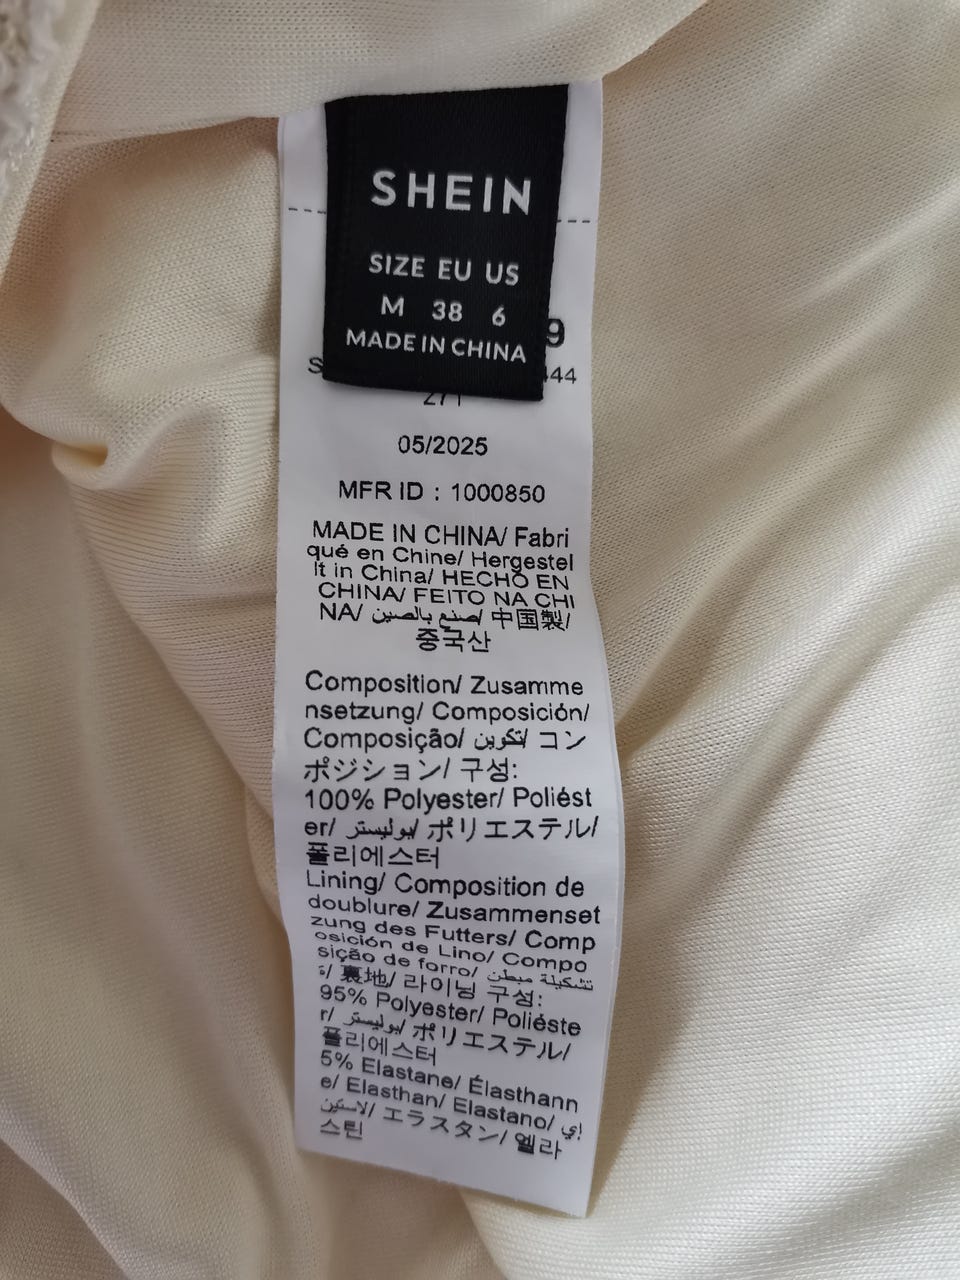 SHEIN
SIZE EU US
M 38 6
MADE IN CHINA
9
S
444
271
05/2025
MFR ID : 1000850
MADE IN CHINA/ Fabri
qué en Chine/ Hergestel
lt in China/ HECHO EN
CHINA/ FEITO NA CHI
NA/ صنع بالصين/ 中国製/
중국산
Composition/ Zusamme
nsetzung/ Composición/
Composição/ تكوين/ コン
ポジション/ 구성:
100% Polyester/ Poliést
er/ بوليستر/ ポリエステル/
폴리에스터
Lining/ Composition de
doublure/ Zusammenset
zung des Futters/ Comp
osición de Lino/ Compo
sição de forro/ تشكيلة مبطن
ة/ 裏地/ 라이닝 구성:
95% Polyester/ Poliéste
r/ بوليستر/ ポリエステル/
폴리에스터
5% Elastane/ Élasthann
e/ Elasthan/ Elastano/ إي
لاستين/ エラスタン/ 엘라
스틴